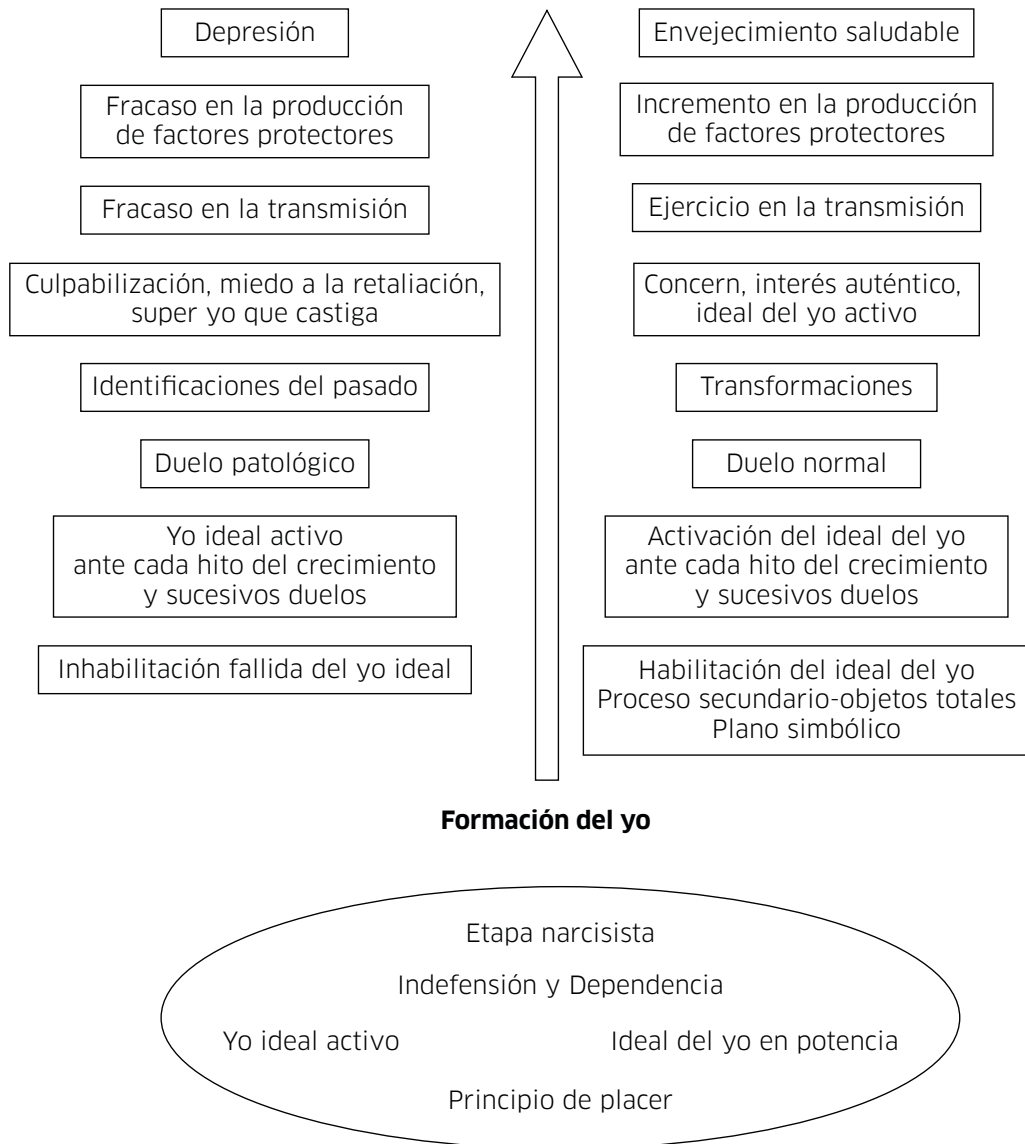 Depresión
Fracaso en la producción
de factores protectores
Fracaso en la transmisión
Culpabilización, miedo a la retaliación,
super yo que castiga
Identificaciones del pasado
Duelo patológico
Yo ideal activo
ante cada hito del crecimiento
y sucesivos duelos
Inhabilitación fallida del yo ideal
Envejecimiento saludable
Incremento en la producción
de factores protectores
Ejercicio en la transmisión
Concern, interés auténtico,
ideal del yo activo
Transformaciones
Duelo normal
Activación del ideal del yo
ante cada hito del crecimiento
y sucesivos duelos
Habilitación del ideal del yo
Proceso secundario-objetos totales
Plano simbólico
Formación del yo
Etapa narcisista
Indefensión y Dependencia
Yo ideal activo
Ideal del yo en potencia
Principio de placer